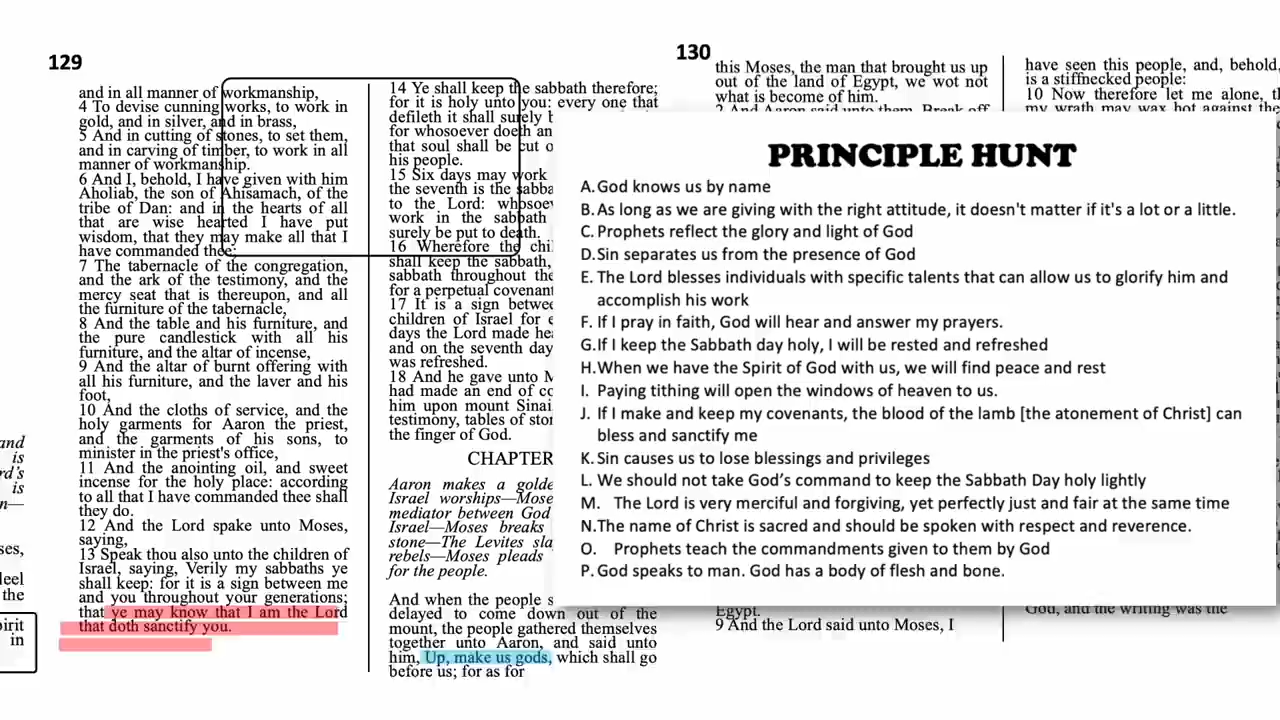 and
is
rd's
is
n—
ses,
deel
the
pirit
in
129
and in all manner of workmanship,
4 To devise cunning works, to work in
gold, and in silver, and in brass,
5 And in cutting of stones, to set them,
and in carving of timber, to work in all
manner of workmanship.
6 And I, behold, I have given with him
Aholiab, the son of Ahisamach, of the
tribe of Dan: and in the hearts of all
that are wise hearted I have put
wisdom, that they may make all that I
have commanded thee;
7 The tabernacle of the congregation,
and the ark of the testimony, and the
mercy seat that is thereupon, and all
the furniture of the tabernacle,
8 And the table and his furniture, and
the pure candlestick with all his
furniture, and the altar of incense,
9 And the altar of burnt offering with
all his furniture, and the laver and his
foot,
10 And the cloths of service, and the
holy garments for Aaron the priest,
and the garments of his sons, to
minister in the priest's office,
11 And the anointing oil, and sweet
incense for the holy place: according
to all that I have commanded thee shall
they do.
12 And the Lord spake unto Moses,
saying,
13 Speak thou also unto the children of
Israel, saying, Verily my sabbaths ye
shall keep: for it is a sign between me
and you throughout your generations;
that ye may know that I am the Lord
that doth sanctify you.
14 Ye shall keep the sabbath therefore;
for it is holy unto you: every one that
defileth it shall surely b
for whosoever doeth an
that soul shall be cut o
his people.
15 Six days may work
the seventh is the sabba
to the Lord: whosoev
work in the sabbath
surely be put to death.
16 Wherefore the chi
shall keep the sabbath,
sabbath throughout the
for a perpetual covenant
17 It is a sign betwee
children of Israel for e
days the Lord made hea
and on the seventh day
was refreshed.
18 And he gave unto M
had made an end of co
him upon mount Sinai
testimony, tables of ston
the finger of God.
CHAPTER
Aaron makes a golde
Israel worships—Mose
mediator between God
Israel—Moses breaks
stone—The Levites sla
rebels—Moses pleads
for the people.
And when the people s
delayed to come down out of the
mount, the people gathered themselves
together unto Aaron, and said unto
him, Up, make us gods, which shall go
before us; for as for
130
this Moses, the man that brought us up
out of the land of Egypt, we wot not
what is become of him.
2 And Aaron said unto them, Break off
Egypt.
9 And the Lord said unto Moses, I
have seen this people, and, behold,
is a stiffnecked people:
10 Now therefore let me alone, th
my wrath may wax hot against the
God, and the writing was the
PRINCIPLE HUNT
A. God knows us by name
B. As long as we are giving with the right attitude, it doesn't matter if it's a lot or a little.
C. Prophets reflect the glory and light of God
D. Sin separates us from the presence of God
E. The Lord blesses individuals with specific talents that can allow us to glorify him and
accomplish his work
F. If I pray in faith, God will hear and answer my prayers.
G. If I keep the Sabbath day holy, I will be rested and refreshed
H. When we have the Spirit of God with us, we will find peace and rest
I. Paying tithing will open the windows of heaven to us.
J. If I make and keep my covenants, the blood of the lamb [the atonement of Christ] can
bless and sanctify me
K. Sin causes us to lose blessings and privileges
L. We should not take God's command to keep the Sabbath Day holy lightly
M. The Lord is very merciful and forgiving, yet perfectly just and fair at the same time
N. The name of Christ is sacred and should be spoken with respect and reverence.
O. Prophets teach the commandments given to them by God
P. God speaks to man. God has a body of flesh and bone.